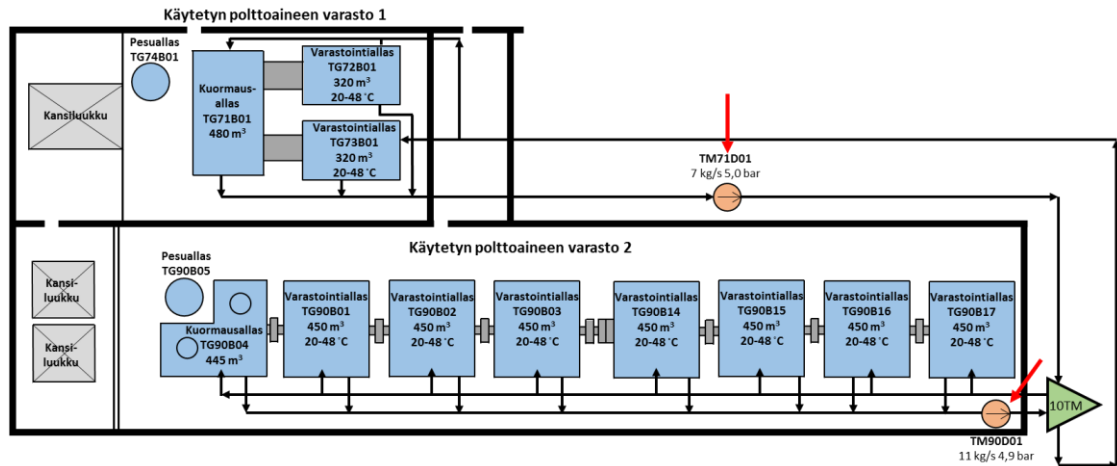 Käytetyn polttoaineen varasto 1
Pesuallas
TG74B01
Kansiluukku
Kuormaus-
allas
TG71B01
480 m³
Varastointiallas
TG72B01
320 m³
20-48 °C
Varastointiallas
TG73B01
320 m³
20-48 °C
TM71D01
7 kg/s 5,0 bar
Käytetyn polttoaineen varasto 2
Pesuallas
TG90B05
Kansi-
luukku
Kansi-
luukku
Kuormausallas
TG90B04
445 m³
Varastointiallas
TG90B01
450 m³
20-48 °C
Varastointiallas
TG90B02
450 m³
20-48 °C
Varastointiallas
TG90B03
450 m³
20-48 °C
Varastointiallas
TG90B14
450 m³
20-48 °C
Varastointiallas
TG90B15
450 m³
20-48 °C
Varastointiallas
TG90B16
450 m³
20-48 °C
Varastointiallas
TG90B17
450 m³
20-48 °C
10TM
TM90D01
11 kg/s 4,9 bar